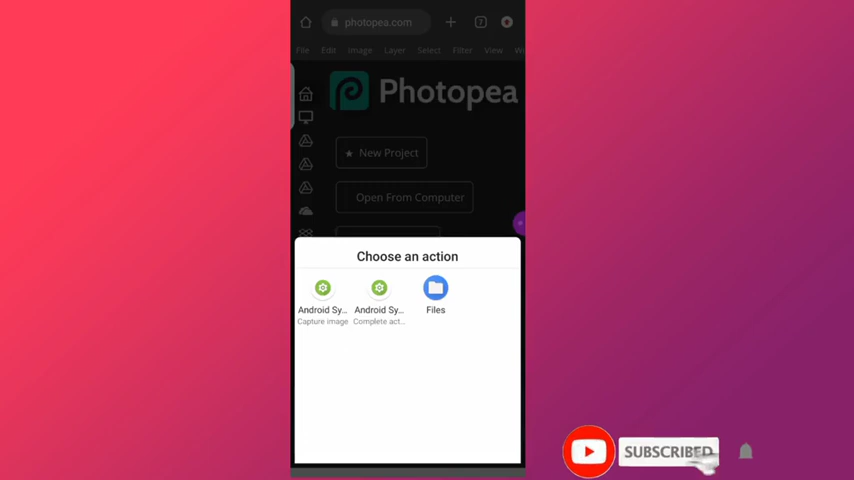 photopea.com
7
File Edit Image Layer Select Filter View
Photopea
★ New Project
Open From Computer
Choose an action
Android Sy... Android Sy... Files
Capture image Complete act...
SUBSCRIBED